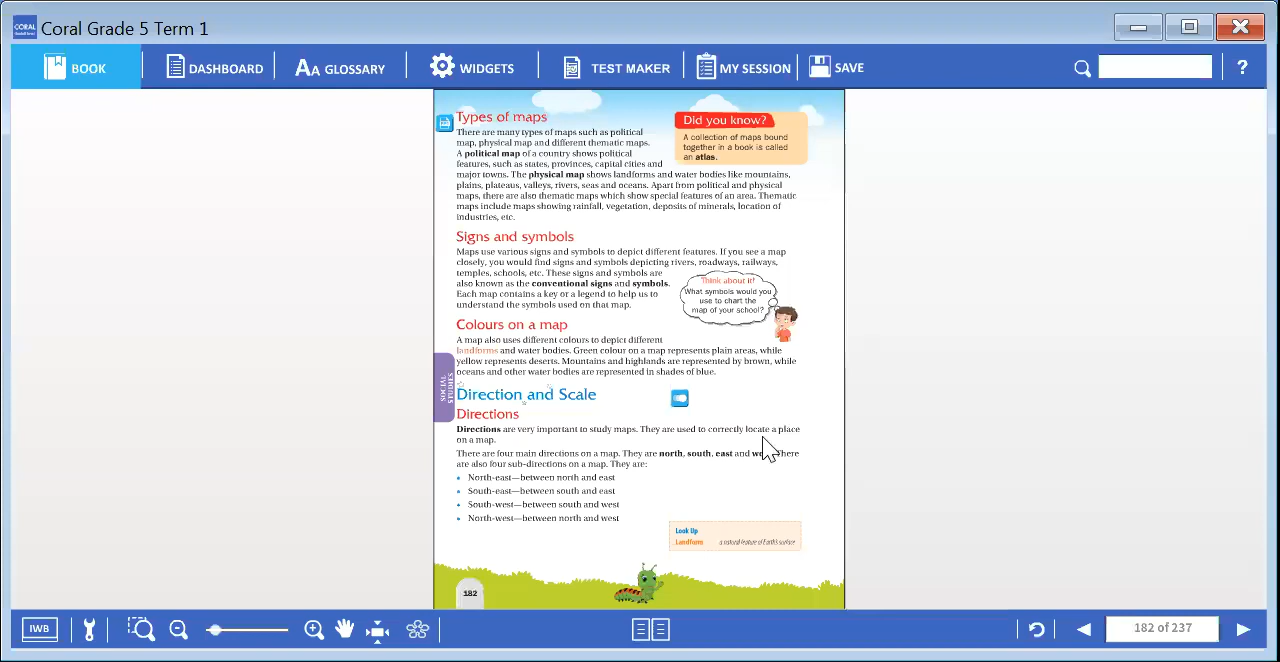 Coral Grade 5 Term 1
BOOK DASHBOARD AA GLOSSARY WIDGETS TEST MAKER MY SESSION SAVE ?
Types of maps
There are many types of maps such as political
map, physical map and different thematic maps.
A political map of a country shows political
features, such as states, provinces, capital cities and
major towns. The physical map shows landforms and water bodies like mountains,
plains, plateaus, valleys, rivers, seas and oceans. Apart from political and physical
maps, there are also thematic maps which show special features of an area. Thematic
maps include maps showing rainfall, vegetation, deposits of minerals, location of
industries, etc.
Did you know?
A collection of maps bound
together in a book is called
an atlas.
Signs and symbols
Maps use various signs and symbols to depict different features. If you see a map
closely, you would find signs and symbols depicting rivers, roadways, railways,
temples, schools, etc. These signs and symbols are
also known as the conventional signs and symbols.
Each map contains a key or a legend to help us to
understand the symbols used on that map.
Think about it!
What symbols would you
use to chart the
map of your school?
Colours on a map
A map also uses different colours to depict different
landforms and water bodies. Green colour on a map represents plain areas, while
yellow represents deserts. Mountains and highlands are represented by brown, while
oceans and other water bodies are represented in shades of blue.
SOCIAL
STUDIES
Direction and Scale
Directions
Directions are very important to study maps. They are used to correctly locate a place
on a map.
There are four main directions on a map. They are north, south, east and
are also four sub-directions on a map. They are:
• North-east—between north and east
• South-east—between south and east
• South-west—between south and west
• North-west—between north and west
Look Up
Landform a natural feature of Earth's surface
182
IWB 182 of 237